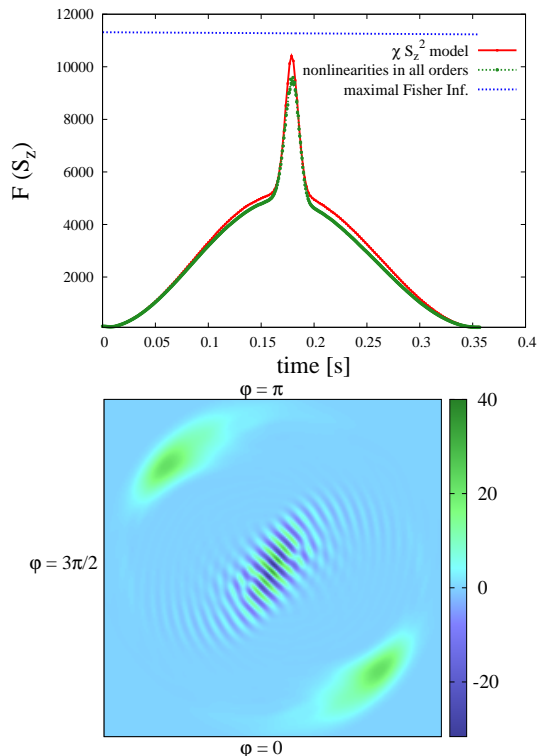 12000
10000
8000
6000
4000
2000
F (S_z)
χ S_z^2 model
nonlinearities in all orders
maximal Fisher Inf.
0 0.05 0.1 0.15 0.2 0.25 0.3 0.35 0.4
time [s]
φ = π
φ = 3π/2
φ = 0
40
20
0
-20